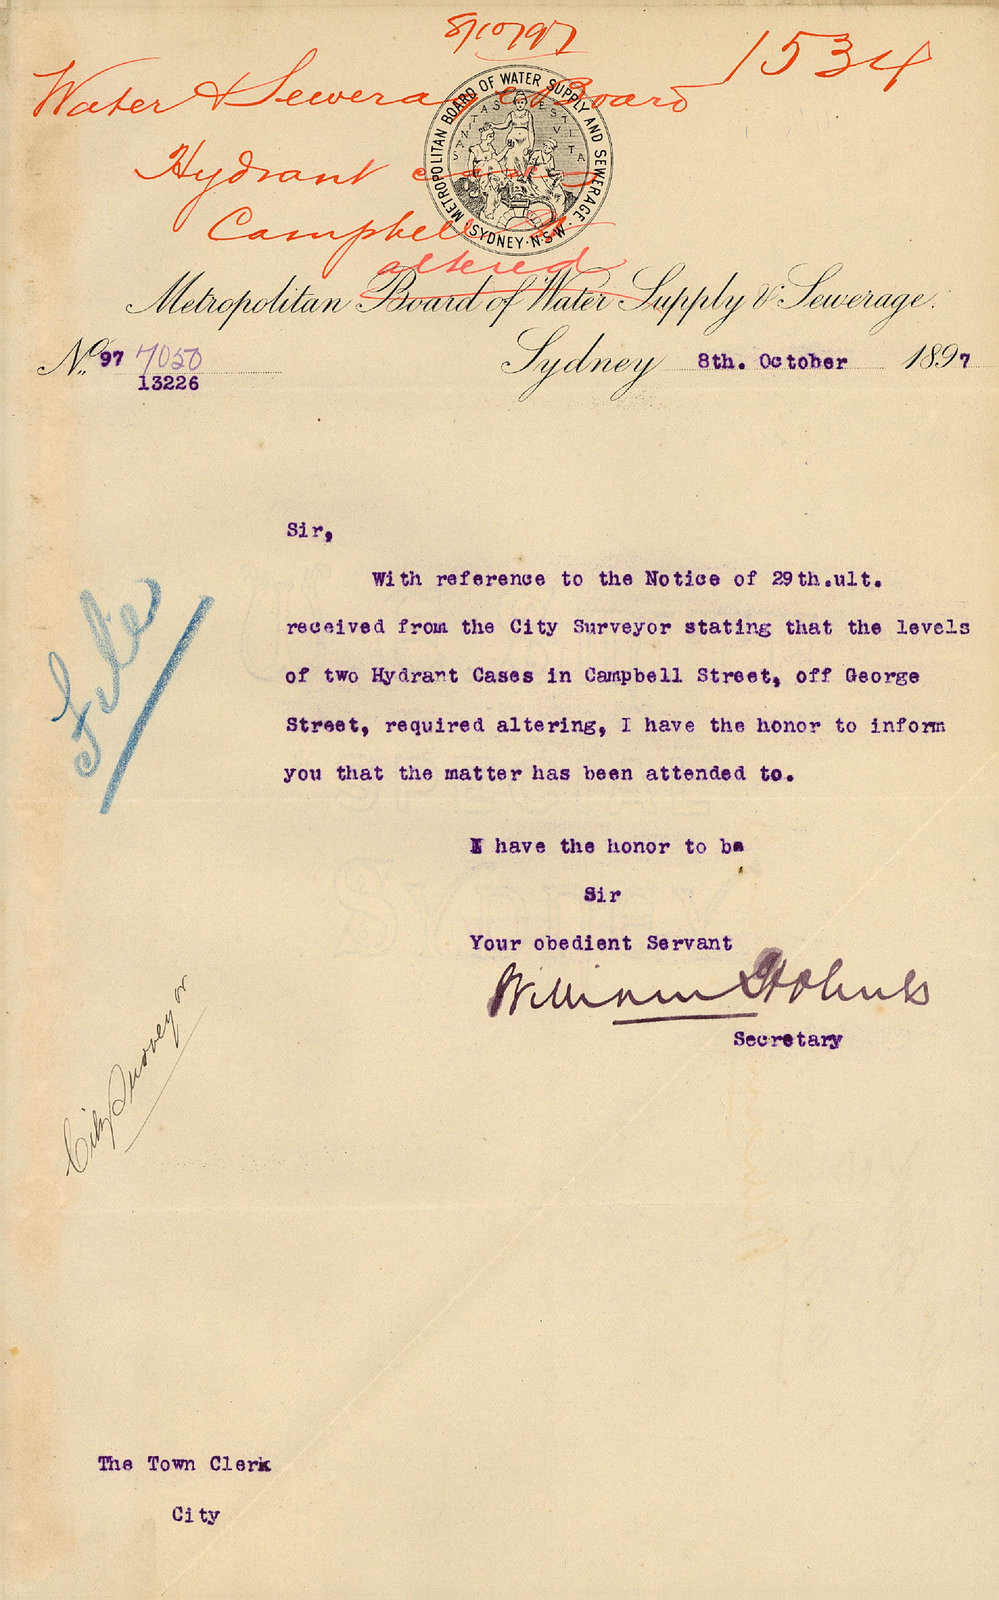 8/10/97
1534
Water & Sewerage Board
METROPOLITAN BOARD OF WATER SUPPLY AND SEWERAGE
SANITAS EST VITA
Hydrant cases
Campbell St
SYDNEY·N·S·W·
altered
Metropolitan Board of Water Supply & Sewerage.
No. 97 7050
13226
Sydney 8th. October 1897
Sir,
With reference to the Notice of 29th.ult.
received from the City Surveyor stating that the levels
of two Hydrant Cases in Campbell Street, off George
Street, required altering, I have the honor to inform
you that the matter has been attended to.
File
I have the honor to be
Sir
Your obedient Servant
William Holmes
Secretary
City Surveyor
The Town Clerk
City